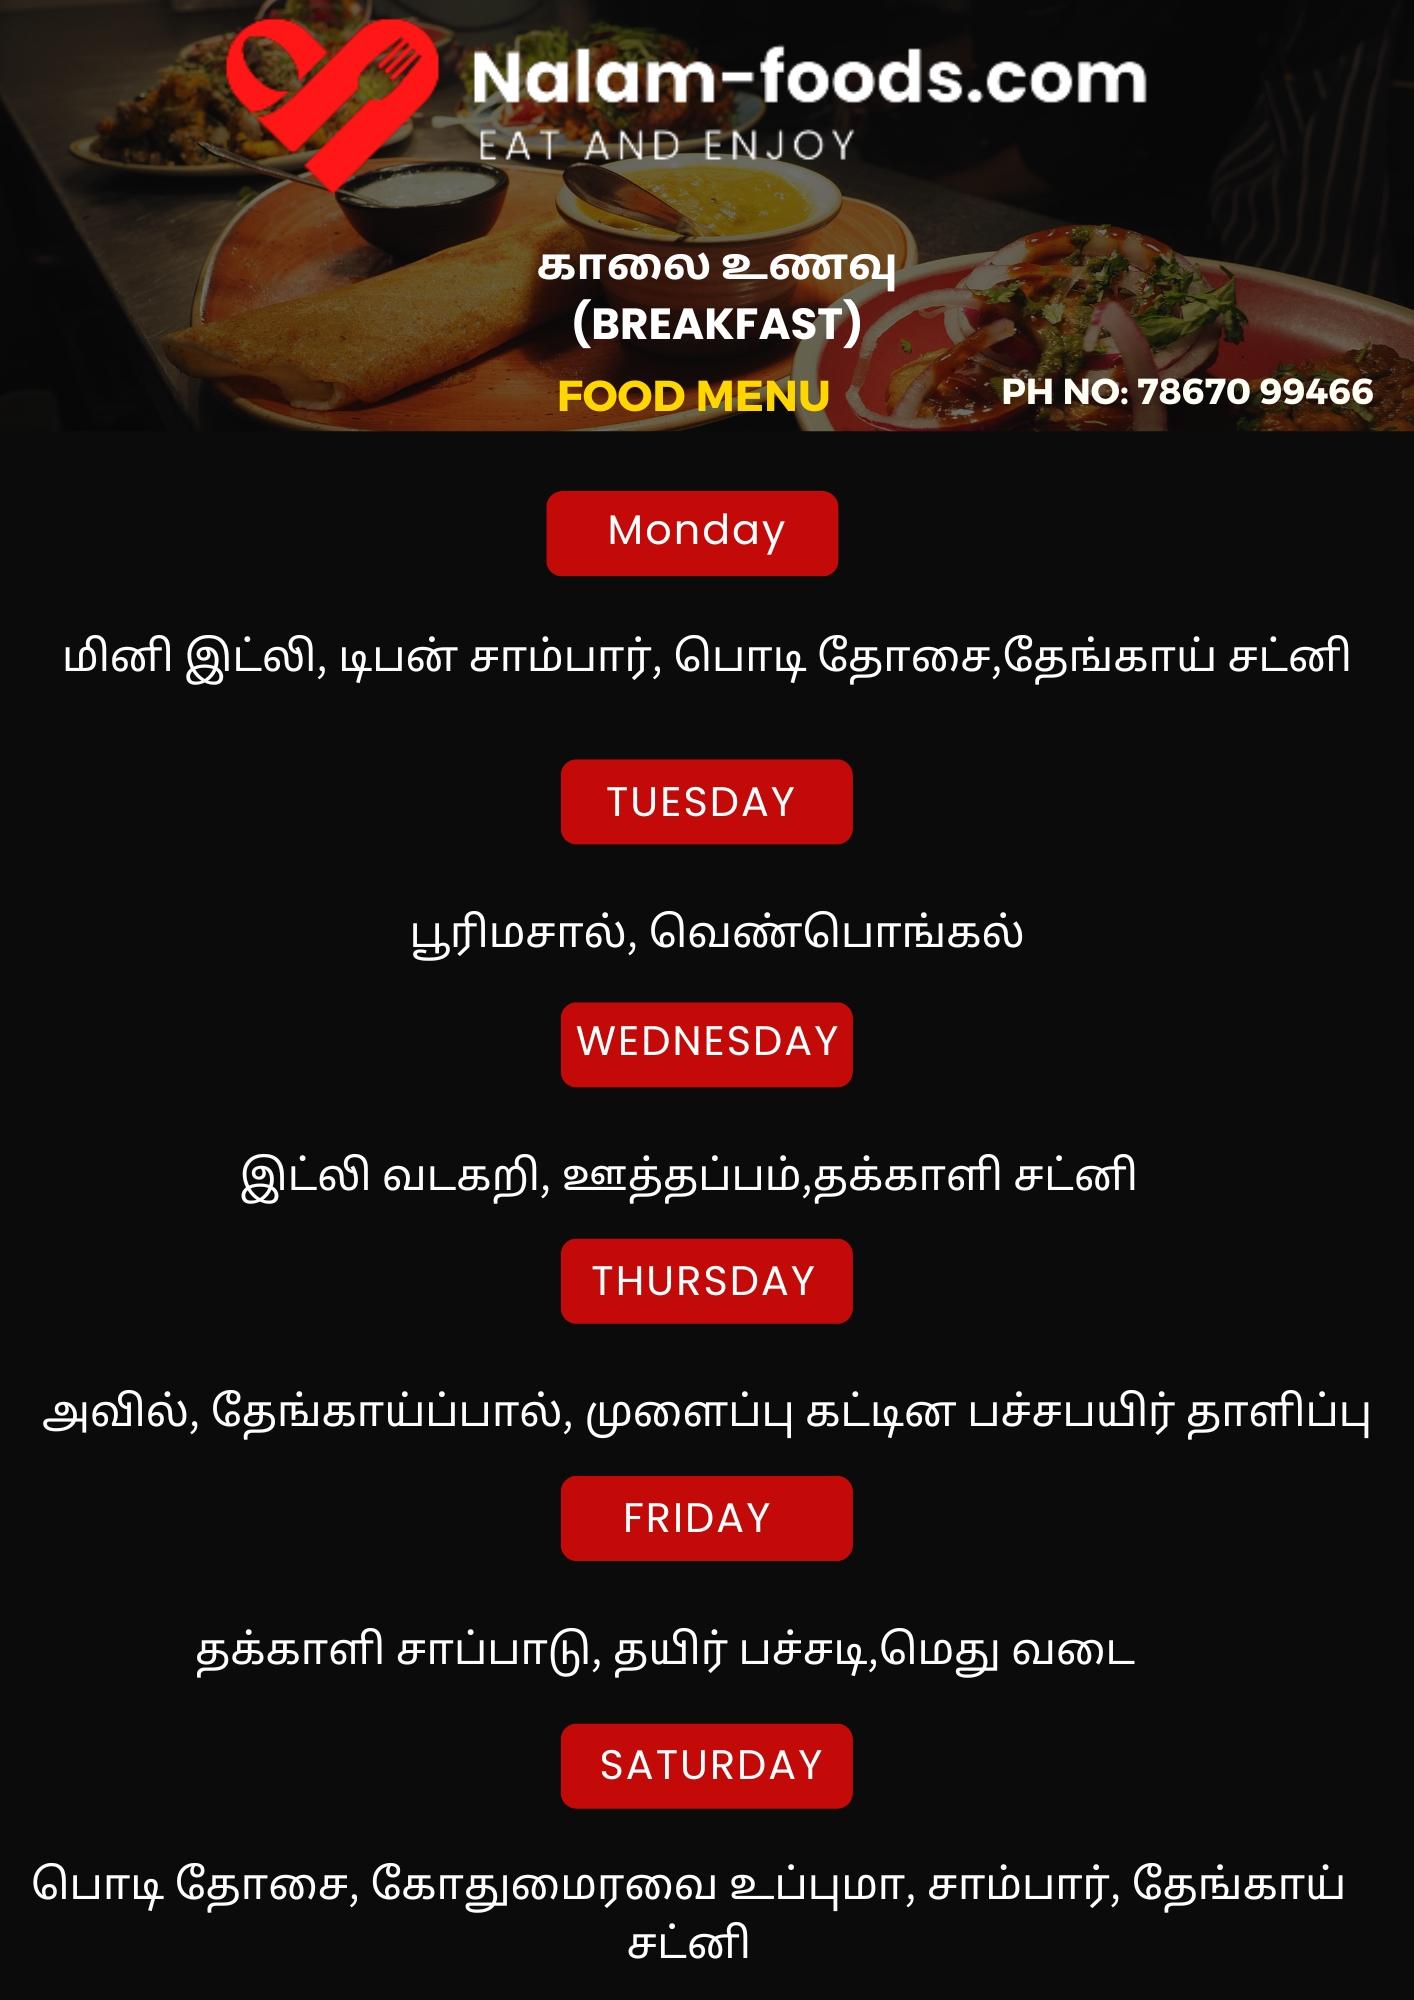 Nalam-foods.com
EAT AND ENJOY
காலை உணவு
(BREAKFAST)
FOOD MENU
PH NO: 78670 99466
Monday
மினி இட்லி, டிபன் சாம்பார், பொடி தோசை,தேங்காய் சட்னி
TUESDAY
பூரிமசால், வெண்பொங்கல்
WEDNESDAY
இட்லி வடகறி, ஊத்தப்பம்,தக்காளி சட்னி
THURSDAY
அவில், தேங்காய்ப்பால், முளைப்பு கட்டின பச்சபயிர் தாளிப்பு
FRIDAY
தக்காளி சாப்பாடு, தயிர் பச்சடி,மெது வடை
SATURDAY
பொடி தோசை, கோதுமைரவை உப்புமா, சாம்பார், தேங்காய்
சட்னி